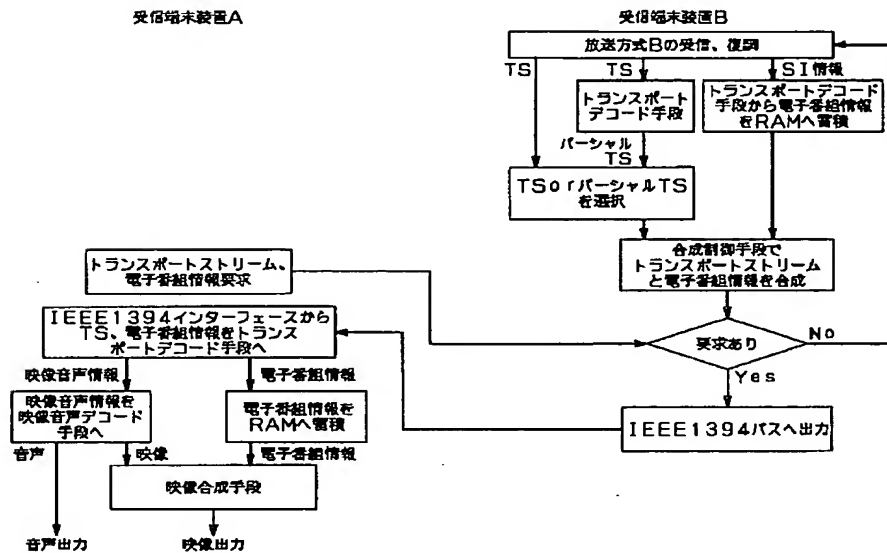 受信端末装置A
受信端末装置B
放送方式Bの受信、復調
TS
TS
SI情報
トランスポート
デコード手段
トランスポートデコード
手段から電子番組情報
をRAMへ蓄積
パーシャル
TS
TSorパーシャルTS
を選択
合成制御手段で
トランスポートストリーム
と電子番組情報を合成
トランスポートストリーム、
電子番組情報要求
IEEE1394インターフェースから
TS、電子番組情報をトランス
ポートデコード手段へ
要求あり
No
Yes
IEEE1394バスへ出力
映像音声情報
電子番組情報
映像音声情報を
映像音声デコード
手段へ
電子番組情報を
RAMへ蓄積
音声
映像
電子番組情報
映像合成手段
音声出力
映像出力